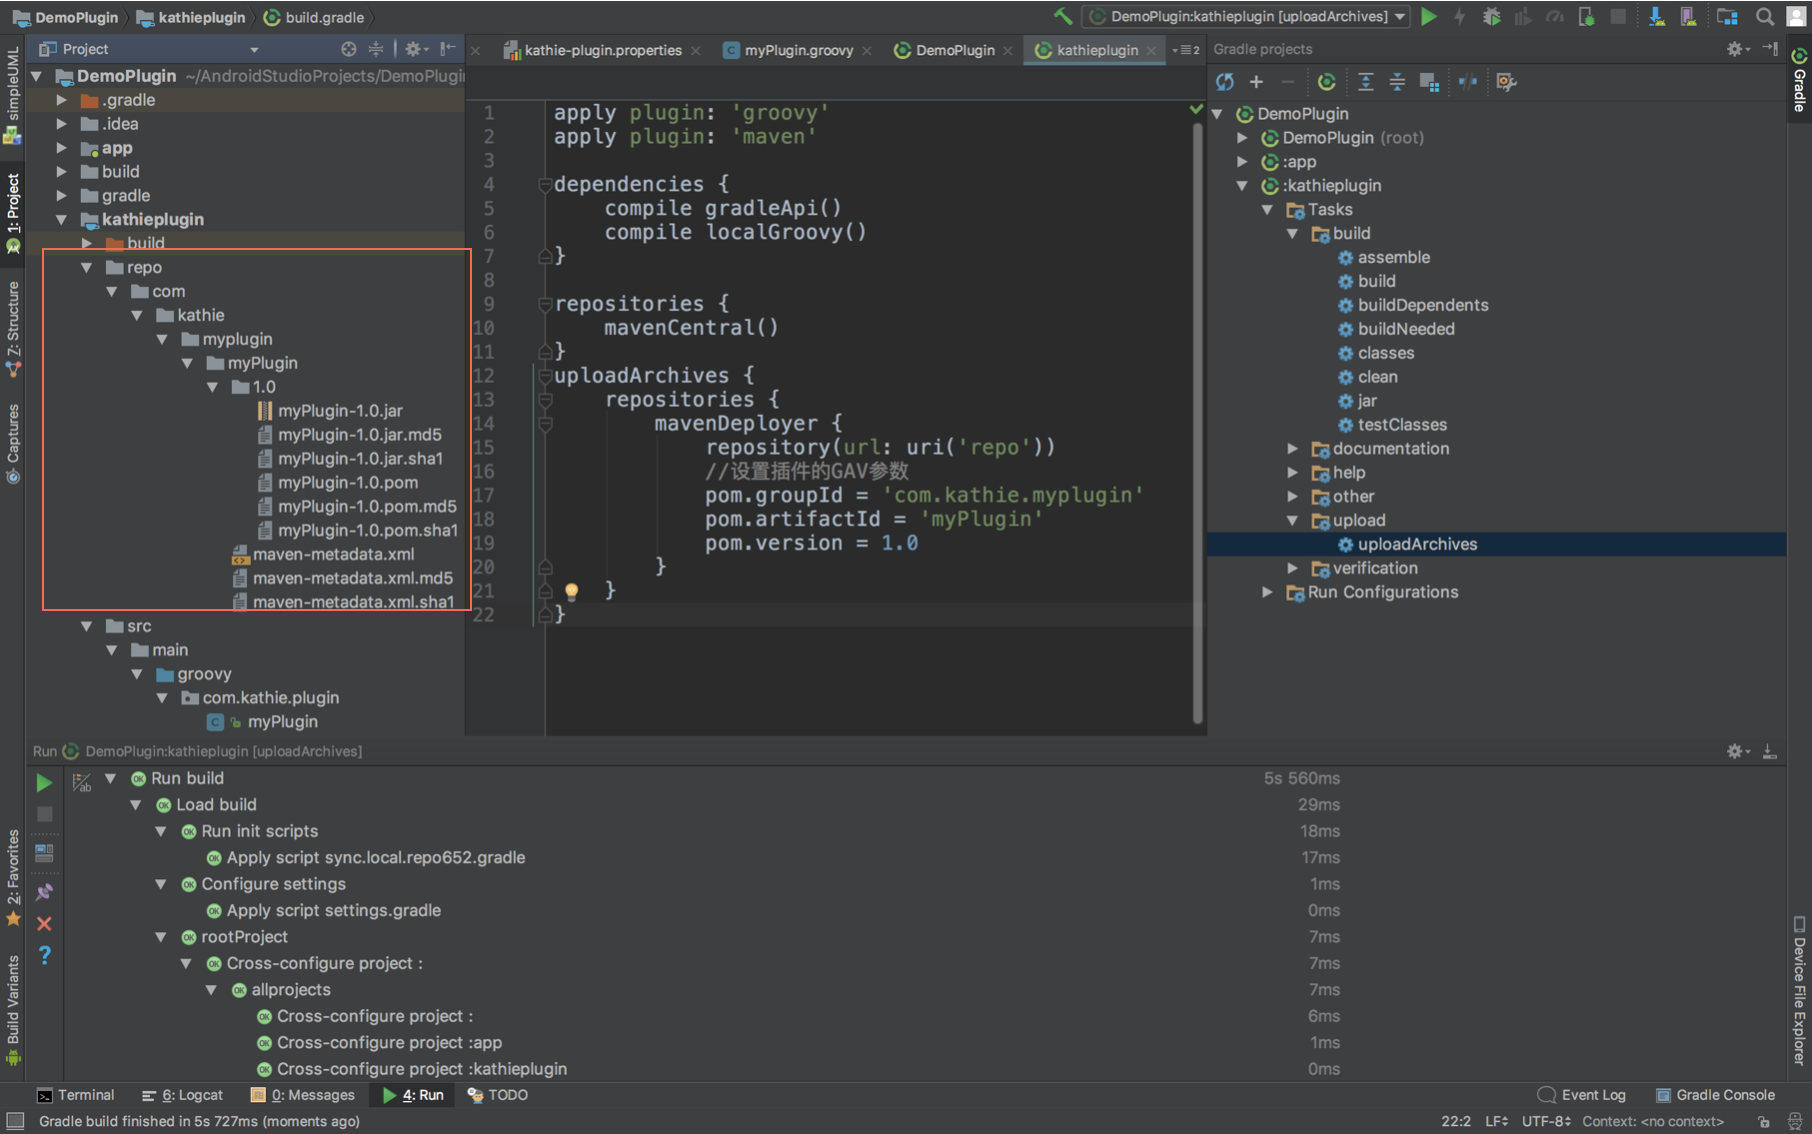 DemoPlugin
kathieplugin
build.gradle
DemoPlugin:kathieplugin [uploadArchives]
Project
kathie-plugin.properties
myPlugin.groovy
DemoPlugin
kathieplugin
2
Gradle projects
simpleUML
1: Project
Z: Structure
Captures
2: Favorites
Build Variants
DemoPlugin ~/AndroidStudioProjects/DemoPlugin
.gradle
.idea
app
build
gradle
kathieplugin
build
repo
com
kathie
myplugin
myPlugin
1.0
myPlugin-1.0.jar
myPlugin-1.0.jar.md5
myPlugin-1.0.jar.sha1
myPlugin-1.0.pom
myPlugin-1.0.pom.md5
myPlugin-1.0.pom.sha1
maven-metadata.xml
maven-metadata.xml.md5
maven-metadata.xml.sha1
src
main
groovy
com.kathie.plugin
myPlugin
1 apply plugin: 'groovy'
2 apply plugin: 'maven'
3
4 dependencies {
5 compile gradleApi()
6 compile localGroovy()
7 }
8
9 repositories {
10 mavenCentral()
11 }
12 uploadArchives {
13 repositories {
14 mavenDeployer {
15 repository(url: uri('repo'))
16 //设置插件的GAV参数
17 pom.groupId = 'com.kathie.myplugin'
18 pom.artifactId = 'myPlugin'
19 pom.version = 1.0
20 }
21 }
22 }
DemoPlugin
DemoPlugin (root)
:app
:kathieplugin
Tasks
build
assemble
build
buildDependents
buildNeeded
classes
clean
jar
testClasses
documentation
help
other
upload
uploadArchives
verification
Run Configurations
Gradle
Device File Explorer
Run DemoPlugin:kathieplugin [uploadArchives]
Run build 5s 560ms
Load build 29ms
Run init scripts 18ms
Apply script sync.local.repo652.gradle 17ms
Configure settings 1ms
Apply script settings.gradle 0ms
rootProject 7ms
Cross-configure project : 7ms
allprojects 7ms
Cross-configure project : 6ms
Cross-configure project :app 1ms
Cross-configure project :kathieplugin 0ms
Terminal
6: Logcat
0: Messages
4: Run
TODO
Event Log
Gradle Console
Gradle build finished in 5s 727ms (moments ago)
22:2 LF UTF-8 Context: <no context>